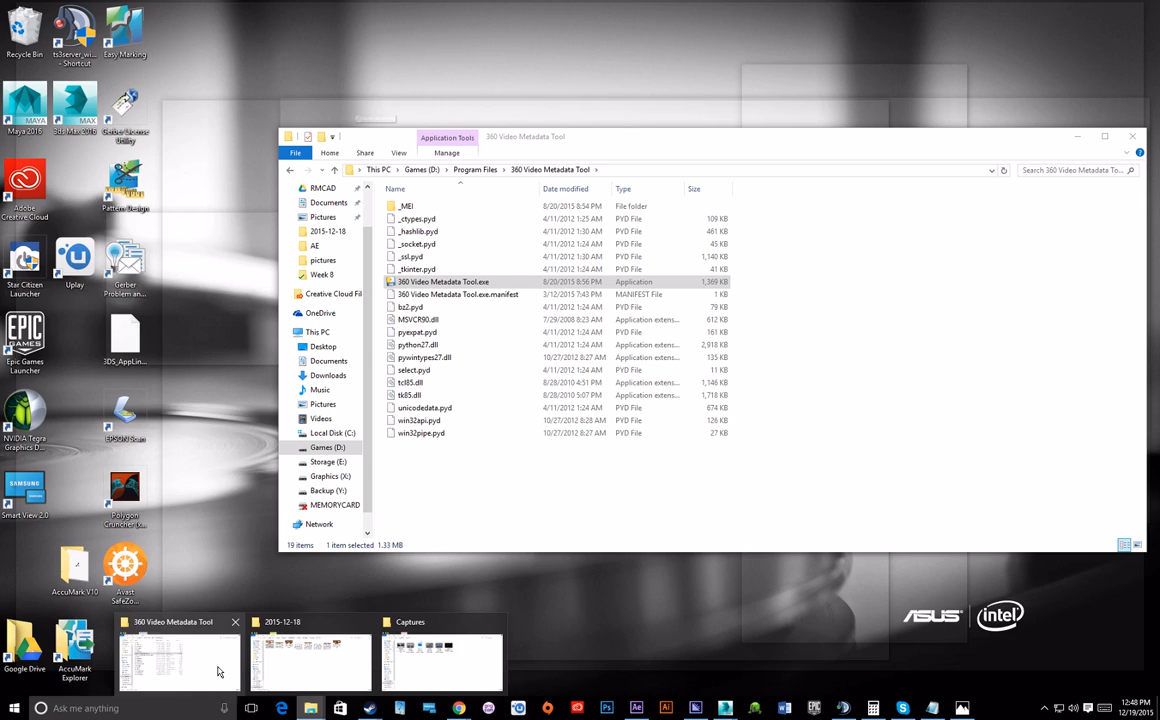 Recycle Bin
ts3server_wi...
- Shortcut
Easy Marking
Maya 2016
3ds Max 2016
Gerber License
Utility
Adobe
Creative Cloud
Pattern Design
Star Citizen
Launcher
Uplay
Gerber
Problem an...
EPIC
GAMES
Epic Games
Launcher
3DS_AppLin...
NVIDIA Tegra
Graphics D...
EPSON Scan
SAMSUNG
Smart View 2.0
Polygon
Cruncher (x...
AccuMark V10
Avast
SafeZo...
Google Drive
AccuMark
Explorer
Application Tools
360 Video Metadata Tool
File
Home
Share
View
Manage
This PC > Games (D:) > Program Files > 360 Video Metadata Tool >
Search 360 Video Metadata To...
RMCAD
Documents
Pictures
2015-12-18
AE
pictures
Week 8
Creative Cloud Fil
OneDrive
This PC
Desktop
Documents
Downloads
Music
Pictures
Videos
Local Disk (C:)
Games (D:)
Storage (E:)
Graphics (X:)
Backup (Y:)
MEMORYCARD
Network
Name Date modified Type Size
_MEI 8/20/2015 8:54 PM File folder
_ctypes.pyd 4/11/2012 1:25 AM PYD File 109 KB
_hashlib.pyd 4/11/2012 1:30 AM PYD File 461 KB
_socket.pyd 4/11/2012 1:24 AM PYD File 45 KB
_ssl.pyd 4/11/2012 1:30 AM PYD File 1,140 KB
_tkinter.pyd 4/11/2012 1:24 AM PYD File 41 KB
360 Video Metadata Tool.exe 8/20/2015 8:56 PM Application 1,369 KB
360 Video Metadata Tool.exe.manifest 3/12/2015 7:43 PM MANIFEST File 1 KB
bz2.pyd 4/11/2012 1:24 AM PYD File 79 KB
MSVCR90.dll 7/29/2008 8:23 AM Application extens... 641 KB
pyexpat.pyd 4/11/2012 1:24 AM PYD File 161 KB
python27.dll 4/11/2012 1:24 AM Application extens... 2,918 KB
pywintypes27.dll 10/27/2012 8:27 AM Application extens... 135 KB
select.pyd 4/11/2012 1:24 AM PYD File 11 KB
tcl85.dll 8/28/2010 4:51 PM Application extens... 1,146 KB
tk85.dll 8/28/2010 5:07 PM Application extens... 1,718 KB
unicodedata.pyd 4/11/2012 1:24 AM PYD File 674 KB
win32api.pyd 10/27/2012 8:28 AM PYD File 126 KB
win32pipe.pyd 10/27/2012 8:27 AM PYD File 27 KB
19 items 1 item selected 1.33 MB
ASUS
intel
360 Video Metadata Tool
2015-12-18
Captures
Ask me anything
12:48 PM
12/19/2015